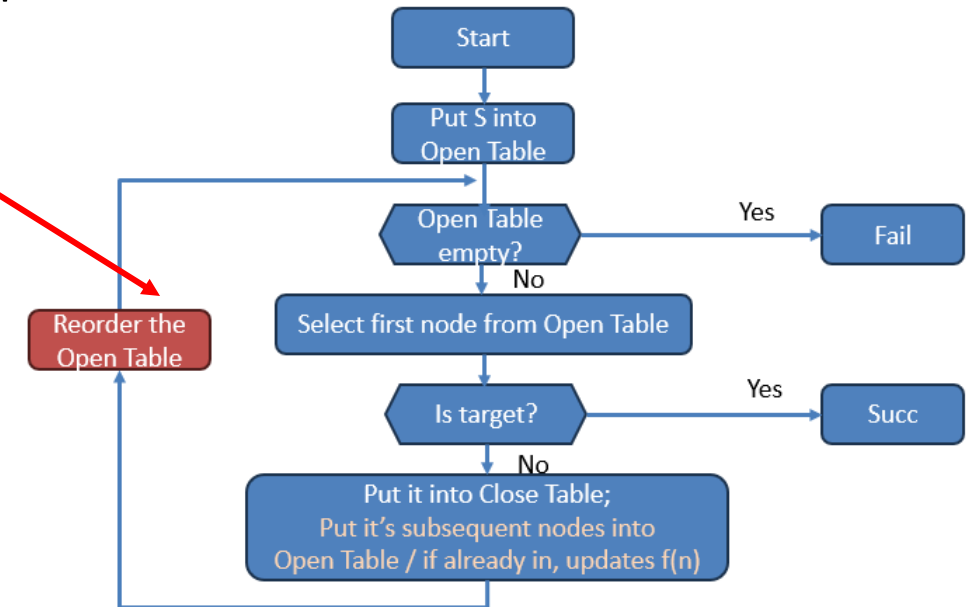 Start
Put S into
Open Table
Open Table
empty?
Yes
Fail
No
Select first node from Open Table
Reorder the
Open Table
Is target?
Yes
Succ
No
Put it into Close Table;
Put it's subsequent nodes into
Open Table / if already in, updates f(n)